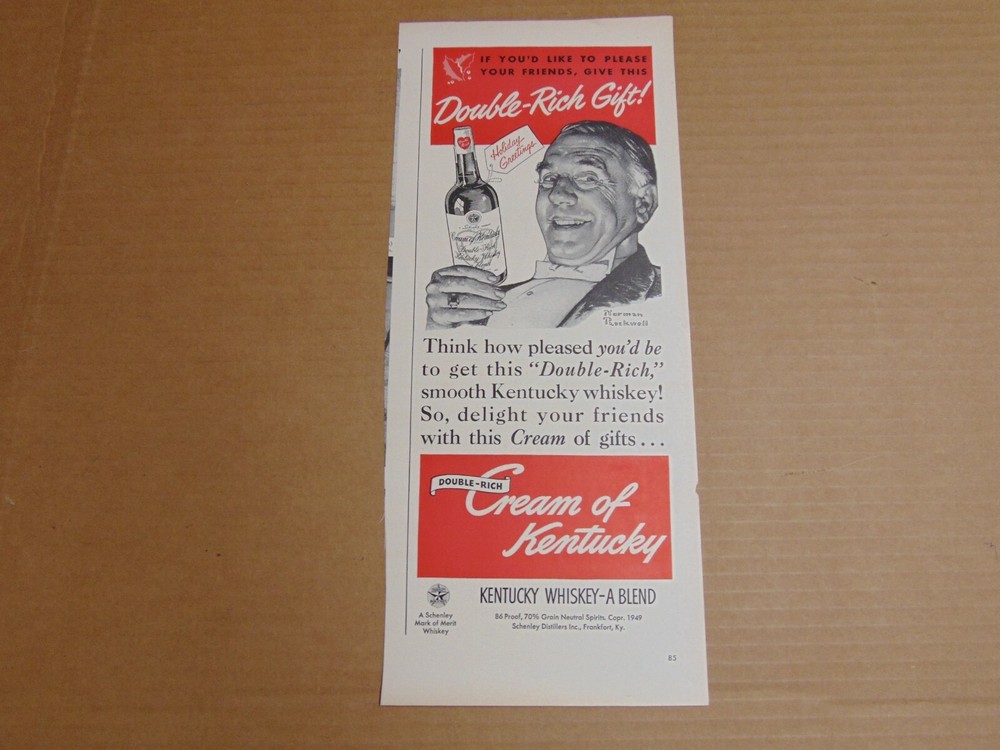 IF YOU'D LIKE TO PLEASE
YOUR FRIENDS, GIVE THIS
Double-Rich Gift!
Holiday
Greetings
Cream of Kentucky
Double-Rich
Kentucky Whiskey
Norman
Rockwell
Think how pleased you'd be
to get this “Double-Rich,”
smooth Kentucky whiskey!
So, delight your friends
with this Cream of gifts...
DOUBLE-RICH
Cream of
Kentucky
KENTUCKY WHISKEY-A BLEND
86 Proof, 70% Grain Neutral Spirits. Copr. 1949
Schenley Distillers Inc., Frankfort, Ky.
A Schenley
Mark of Merit
Whiskey
85